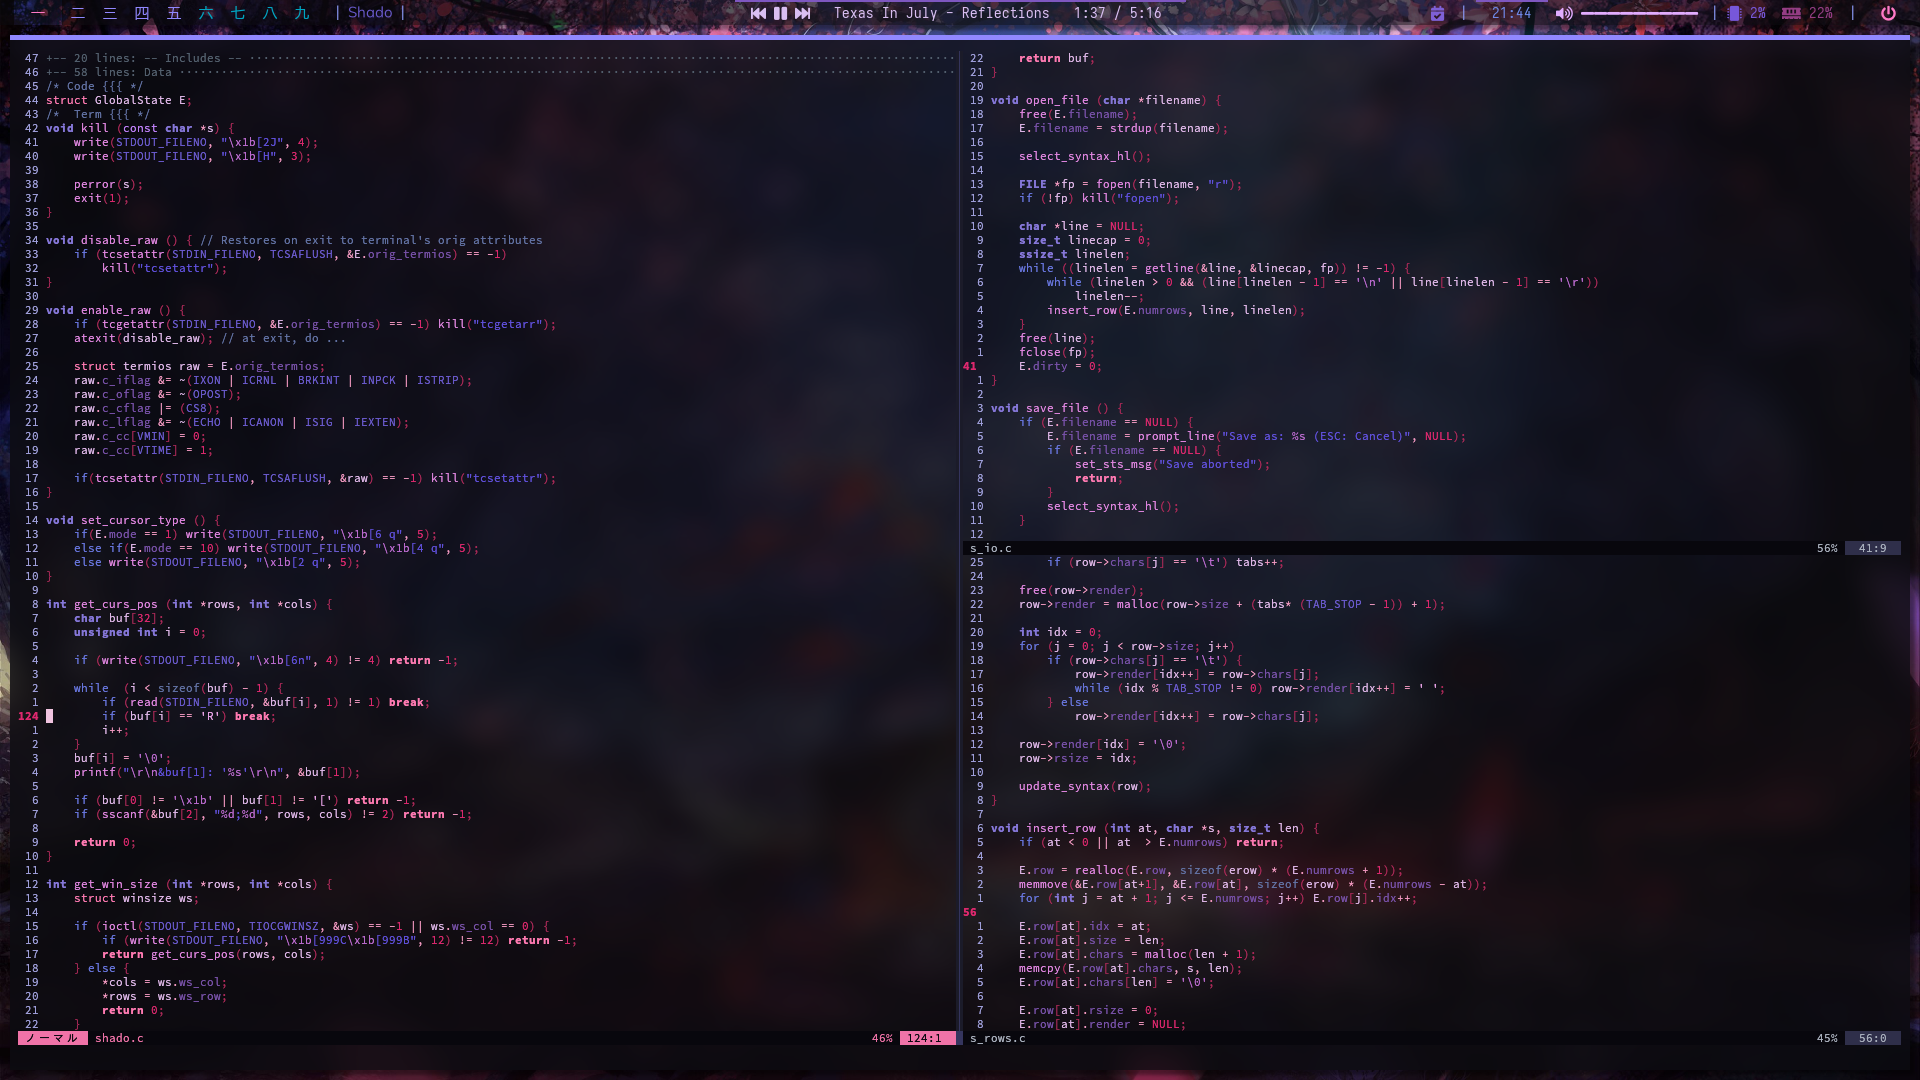 一 二 三 四 五 六 七 八 九 | Shado |
Texas In July - Reflections 1:37 / 5:16
| 21:44
| 2% 22% |
47 +-- 20 lines: -- Includes --
46 +-- 58 lines: Data
45 /* Code {{{ */
44 struct GlobalState E;
43 /*  Term {{{ */
42 void kill (const char *s) {
41     write(STDOUT_FILENO, "\x1b[2J", 4);
40     write(STDOUT_FILENO, "\x1b[H", 3);
39
38     perror(s);
37     exit(1);
36 }
35
34 void disable_raw () { // Restores on exit to terminal's orig attributes
33     if (tcsetattr(STDIN_FILENO, TCSAFLUSH, &E.orig_termios) == -1)
32         kill("tcsetattr");
31 }
30
29 void enable_raw () {
28     if (tcgetattr(STDIN_FILENO, &E.orig_termios) == -1) kill("tcgetarr");
27     atexit(disable_raw); // at exit, do ...
26
25     struct termios raw = E.orig_termios;
24     raw.c_iflag &= ~(IXON | ICRNL | BRKINT | INPCK | ISTRIP);
23     raw.c_oflag &= ~(OPOST);
22     raw.c_cflag |= (CS8);
21     raw.c_lflag &= ~(ECHO | ICANON | ISIG | IEXTEN);
20     raw.c_cc[VMIN] = 0;
19     raw.c_cc[VTIME] = 1;
18
17     if(tcsetattr(STDIN_FILENO, TCSAFLUSH, &raw) == -1) kill("tcsetattr");
16 }
15
14 void set_cursor_type () {
13     if(E.mode == 1) write(STDOUT_FILENO, "\x1b[6 q", 5);
12     else if(E.mode == 10) write(STDOUT_FILENO, "\x1b[4 q", 5);
11     else write(STDOUT_FILENO, "\x1b[2 q", 5);
10 }
9
8 int get_curs_pos (int *rows, int *cols) {
7     char buf[32];
6     unsigned int i = 0;
5
4     if (write(STDOUT_FILENO, "\x1b[6n", 4) != 4) return -1;
3
2     while  (i < sizeof(buf) - 1) {
1         if (read(STDIN_FILENO, &buf[i], 1) != 1) break;
124         if (buf[i] == 'R') break;
1         i++;
2     }
3     buf[i] = '\0';
4     printf("\r\n&buf[1]: '%s'\r\n", &buf[1]);
5
6     if (buf[0] != '\x1b' || buf[1] != '[') return -1;
7     if (sscanf(&buf[2], "%d;%d", rows, cols) != 2) return -1;
8
9     return 0;
10 }
11
12 int get_win_size (int *rows, int *cols) {
13     struct winsize ws;
14
15     if (ioctl(STDOUT_FILENO, TIOCGWINSZ, &ws) == -1 || ws.ws_col == 0) {
16         if (write(STDOUT_FILENO, "\x1b[999C\x1b[999B", 12) != 12) return -1;
17         return get_curs_pos(rows, cols);
18     } else {
19         *cols = ws.ws_col;
20         *rows = ws.ws_row;
21         return 0;
22     }
ノーマル shado.c 46% 124:1
22     return buf;
21 }
20
19 void open_file (char *filename) {
18     free(E.filename);
17     E.filename = strdup(filename);
16
15     select_syntax_hl();
14
13     FILE *fp = fopen(filename, "r");
12     if (!fp) kill("fopen");
11
10     char *line = NULL;
9     size_t linecap = 0;
8     ssize_t linelen;
7     while ((linelen = getline(&line, &linecap, fp)) != -1) {
6         while (linelen > 0 && (line[linelen - 1] == '\n' || line[linelen - 1] == '\r'))
5             linelen--;
4         insert_row(E.numrows, line, linelen);
3     }
2     free(line);
1     fclose(fp);
41     E.dirty = 0;
1 }
2
3 void save_file () {
4     if (E.filename == NULL) {
5         E.filename = prompt_line("Save as: %s (ESC: Cancel)", NULL);
6         if (E.filename == NULL) {
7             set_sts_msg("Save aborted");
8             return;
9         }
10         select_syntax_hl();
11     }
12
s_io.c 56% 41:9
25         if (row->chars[j] == '\t') tabs++;
24
23     free(row->render);
22     row->render = malloc(row->size + (tabs* (TAB_STOP - 1)) + 1);
21
20     int idx = 0;
19     for (j = 0; j < row->size; j++)
18         if (row->chars[j] == '\t') {
17             row->render[idx++] = row->chars[j];
16             while (idx % TAB_STOP != 0) row->render[idx++] = ' ';
15         } else
14             row->render[idx++] = row->chars[j];
13
12     row->render[idx] = '\0';
11     row->rsize = idx;
10
9     update_syntax(row);
8 }
7
6 void insert_row (int at, char *s, size_t len) {
5     if (at < 0 || at  > E.numrows) return;
4
3     E.row = realloc(E.row, sizeof(erow) * (E.numrows + 1));
2     memmove(&E.row[at+1], &E.row[at], sizeof(erow) * (E.numrows - at));
1     for (int j = at + 1; j <= E.numrows; j++) E.row[j].idx++;
56
1     E.row[at].idx = at;
2     E.row[at].size = len;
3     E.row[at].chars = malloc(len + 1);
4     memcpy(E.row[at].chars, s, len);
5     E.row[at].chars[len] = '\0';
6
7     E.row[at].rsize = 0;
8     E.row[at].render = NULL;
s_rows.c 45% 56:0